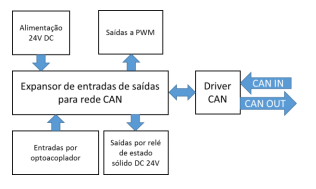 Alimentação
24V DC
Saídas a PWM
Expansor de entradas de saídas
para rede CAN
Driver
CAN
CAN IN
CAN OUT
Entradas por
optoacoplador
Saídas por relé
de estado
sólido DC 24V